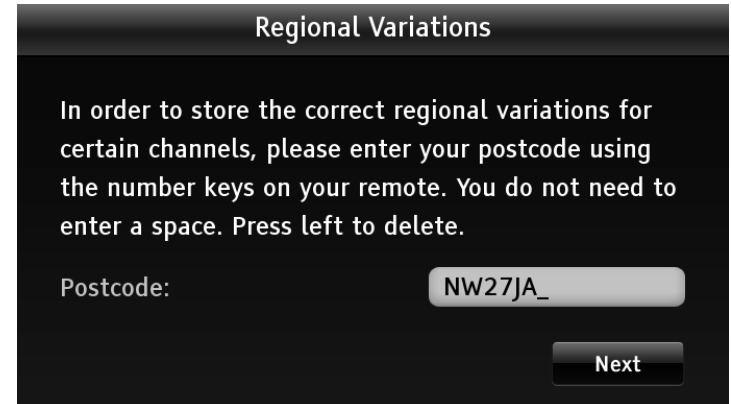 Regional Variations
In order to store the correct regional variations for
certain channels, please enter your postcode using
the number keys on your remote. You do not need to
enter a space. Press left to delete.
Postcode: NW27JA_
Next